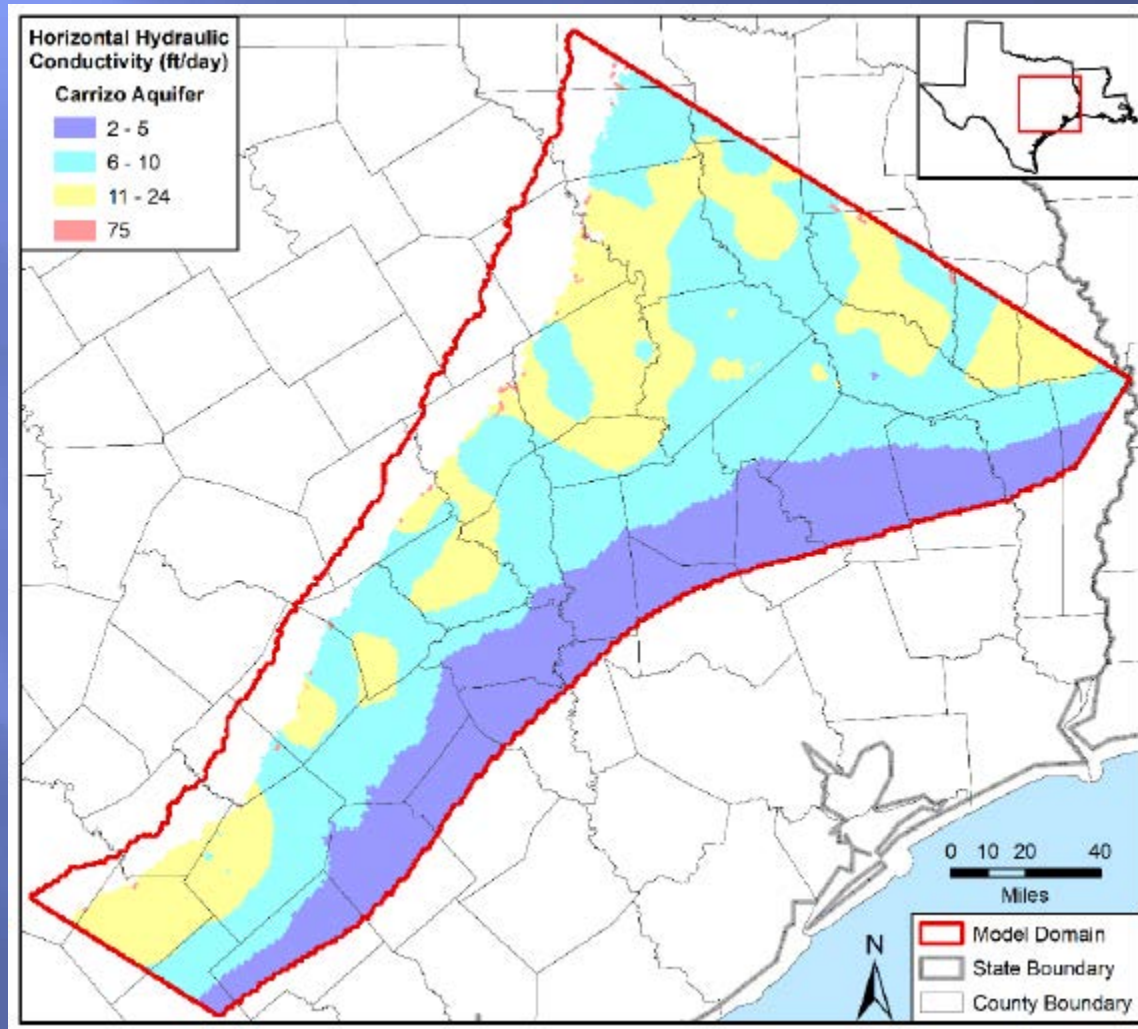 Horizontal Hydraulic
Conductivity (ft/day)
Carrizo Aquifer
2 - 5
6 - 10
11 - 24
75
0 10 20 40
Miles
N
Model Domain
State Boundary
County Boundary